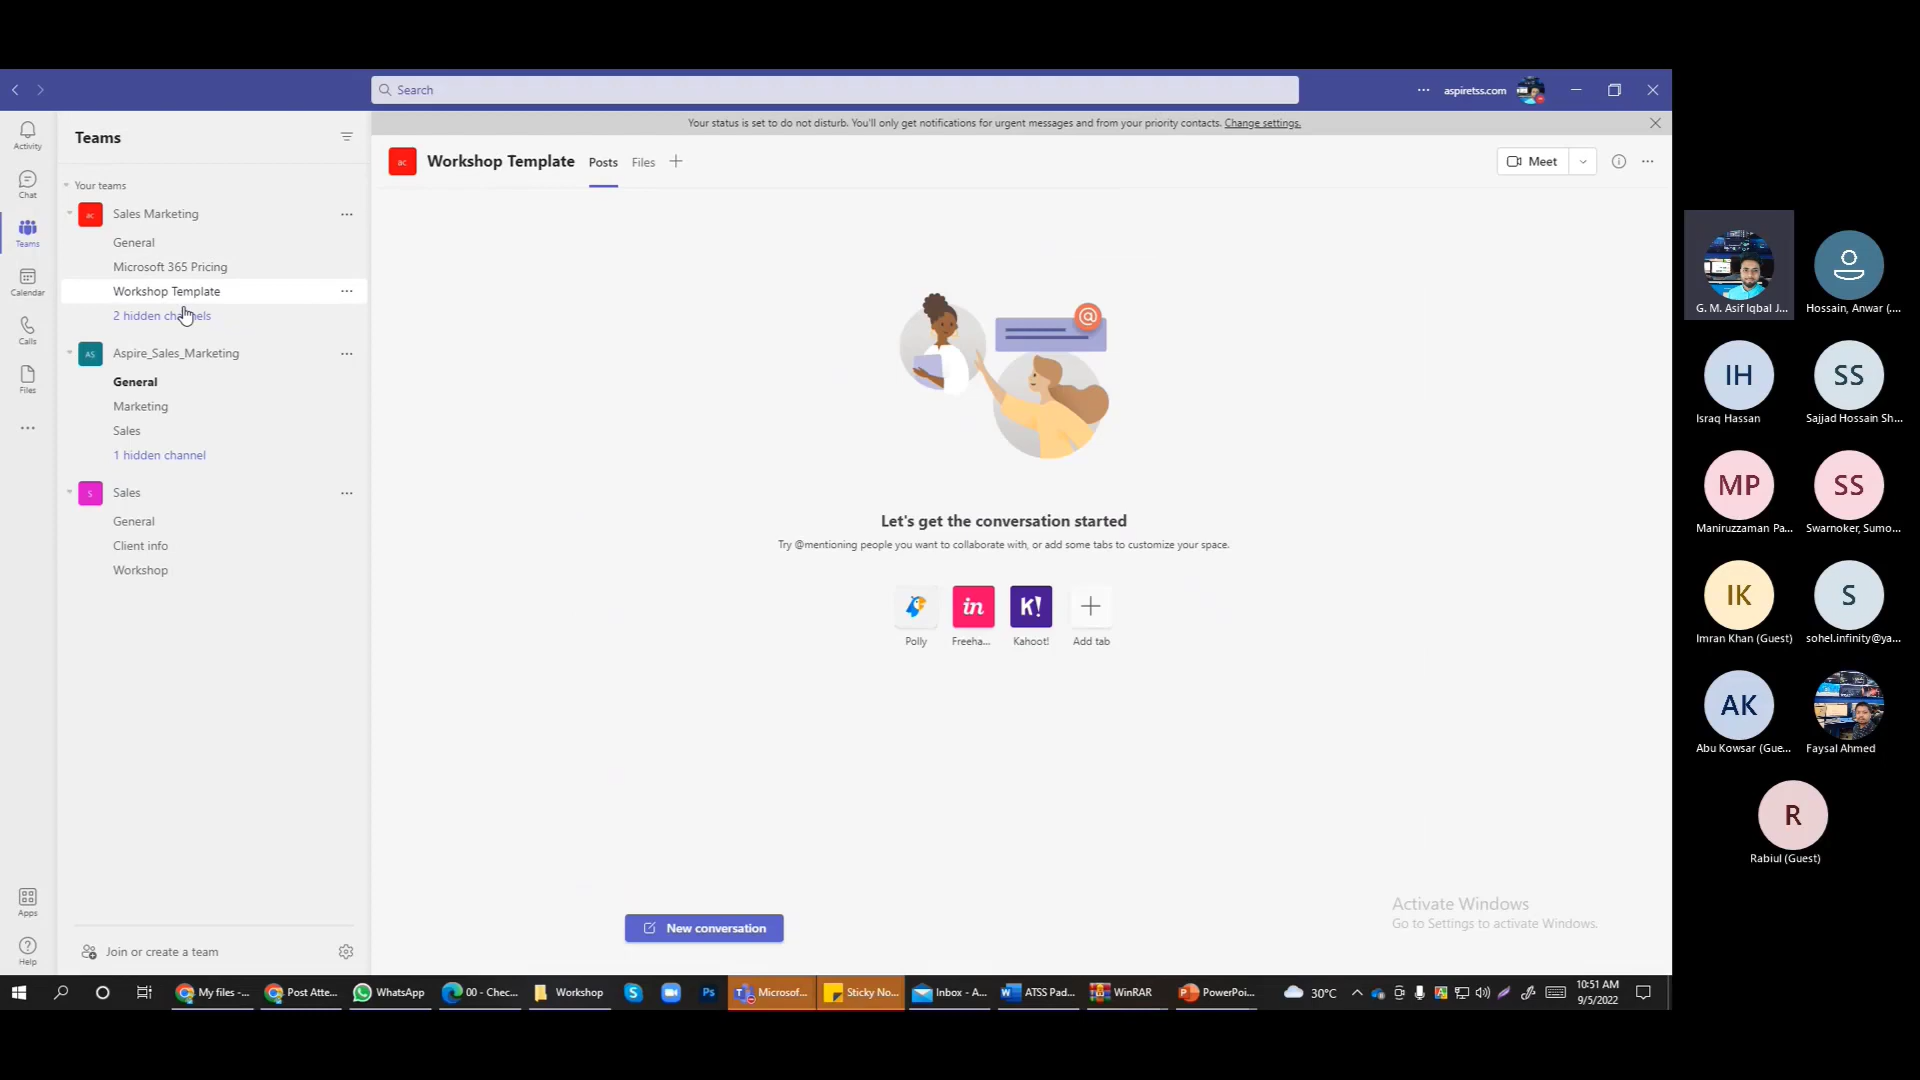 Search
aspiretss.com
Your status is set to do not disturb. You'll only get notifications for urgent messages and from your priority contacts. Change settings.
Activity
Chat
Teams
Calendar
Calls
Files
Apps
Help
Teams
Your teams
ac
Sales Marketing
General
Microsoft 365 Pricing
Workshop Template
2 hidden channels
AS
Aspire_Sales_Marketing
General
Marketing
Sales
1 hidden channel
S
Sales
General
Client info
Workshop
Join or create a team
ac
Workshop Template
Posts
Files
Meet
@
Let's get the conversation started
Try @mentioning people you want to collaborate with, or add some tabs to customize your space.
in
K!
Polly
Freeha...
Kahoot!
Add tab
New conversation
Activate Windows
Go to Settings to activate Windows.
G. M. Asif Iqbal J...
Hossain, Anwar (....
IH
Israq Hassan
SS
Sajjad Hossain Sh...
MP
Maniruzzaman Pa...
SS
Swarnoker, Sumo...
IK
Imran Khan (Guest)
S
sohel.infinity@ya...
AK
Abu Kowsar (Gue...
Faysal Ahmed
R
Rabiul (Guest)
My files -...
Post Atte...
WhatsApp
00 - Chec...
Workshop
Ps
Microsof...
Sticky No...
Inbox - A...
ATSS Pad...
WinRAR
PowerPoi...
30°C
10:51 AM
9/5/2022